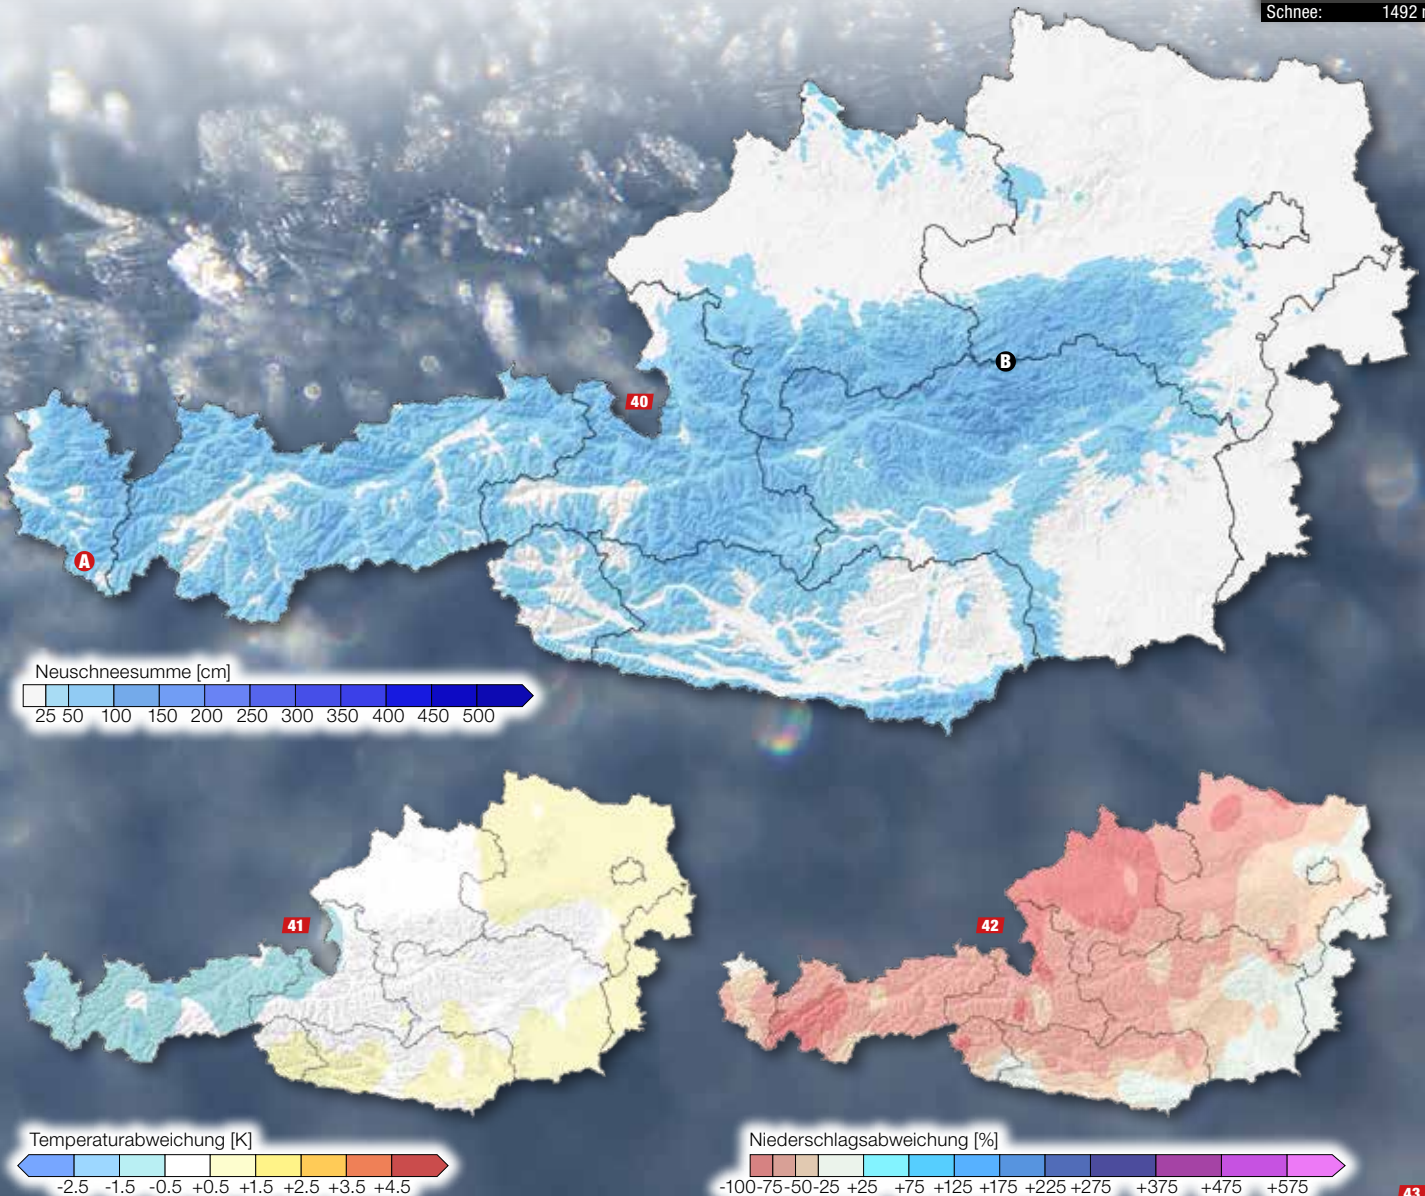 Schnee: 1492
B
40
A
Neuschneesumme [cm]
25 50 100 150 200 250 300 350 400 450 500
41
42
Temperaturabweichung [K]
-2.5 -1.5 -0.5 +0.5 +1.5 +2.5 +3.5 +4.5
Niederschlagsabweichung [%]
-100-75-50-25 +25 +75 +125 +175 +225 +275 +375 +475 +575
43